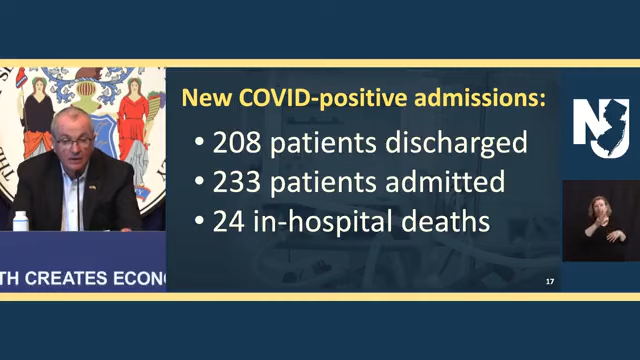 New COVID-positive admissions:
• 208 patients discharged
• 233 patients admitted
• 24 in-hospital deaths
NJ
TH CREATES ECONO
17